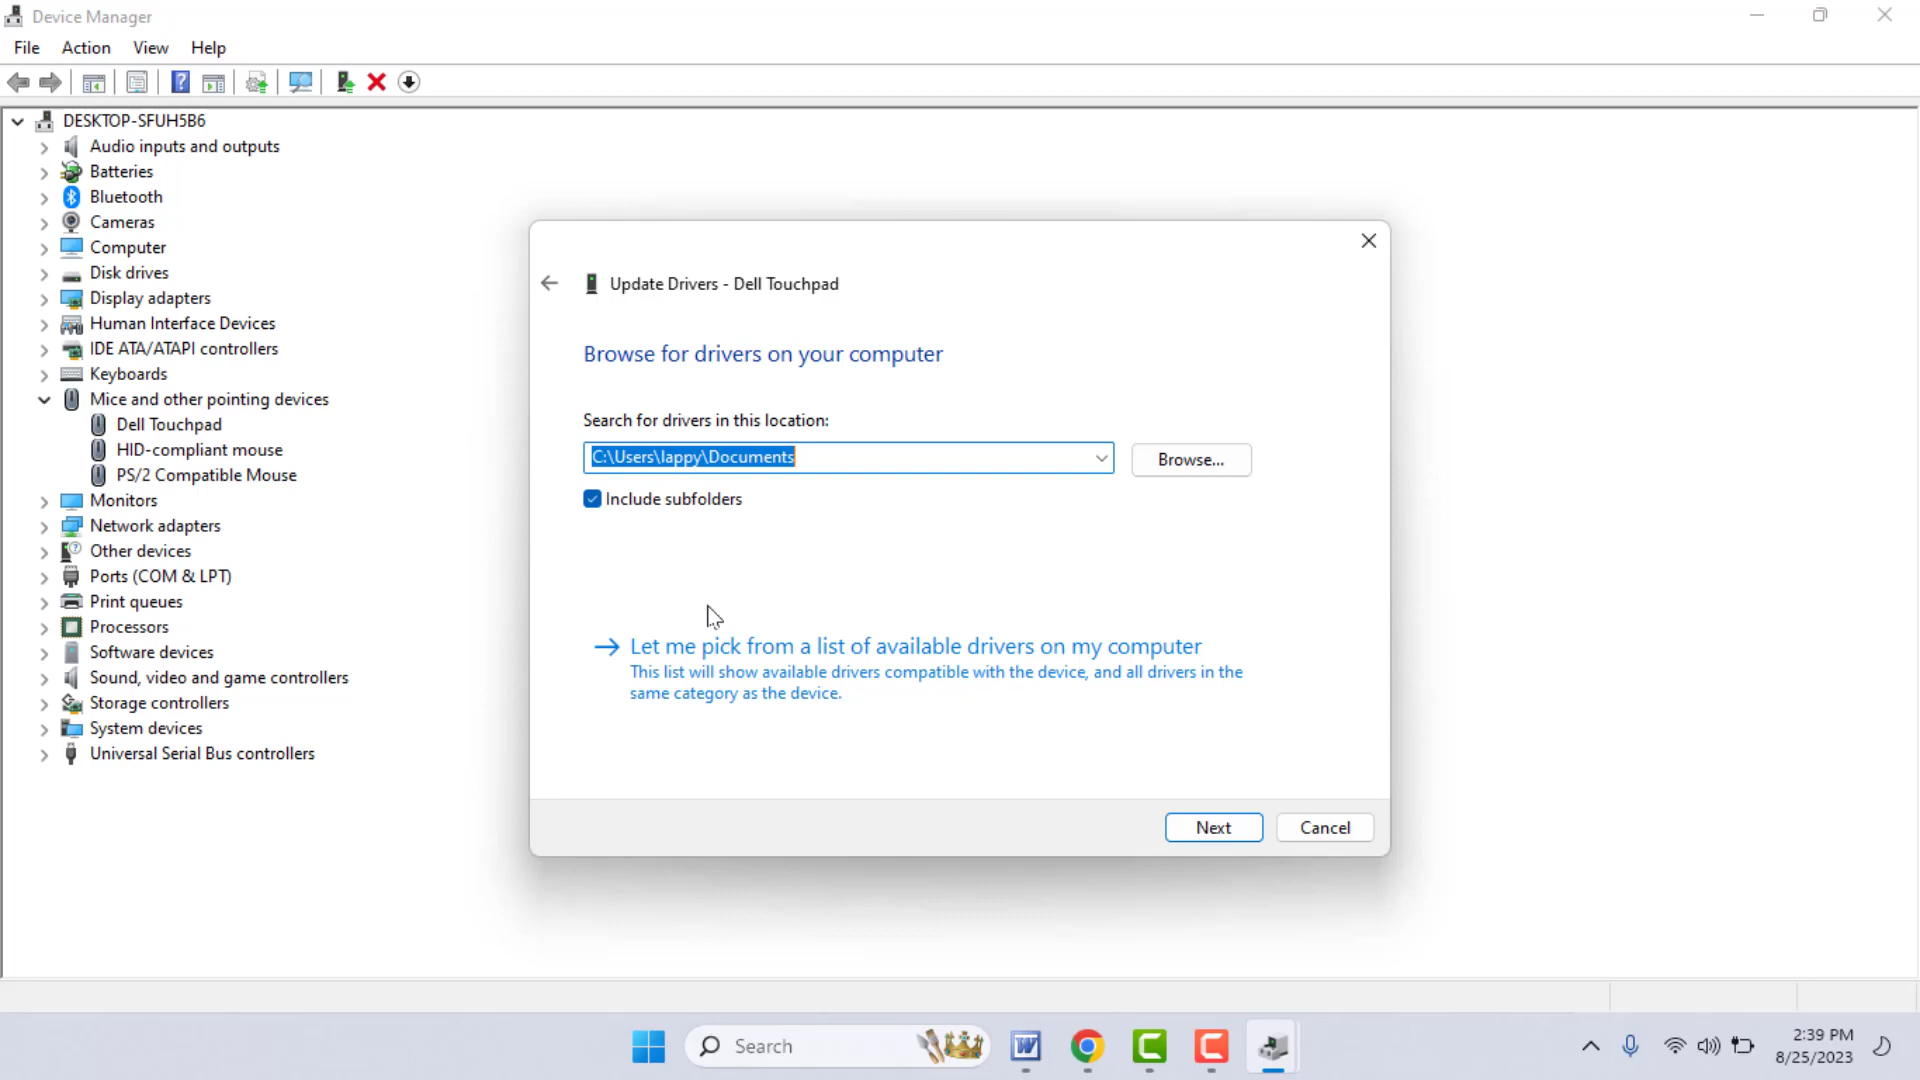 Device Manager
File Action View Help
DESKTOP-SFUH5B6
Audio inputs and outputs
Batteries
Bluetooth
Cameras
Computer
Disk drives
Display adapters
Human Interface Devices
IDE ATA/ATAPI controllers
Keyboards
Mice and other pointing devices
Dell Touchpad
HID-compliant mouse
PS/2 Compatible Mouse
Monitors
Network adapters
Other devices
Ports (COM & LPT)
Print queues
Processors
Software devices
Sound, video and game controllers
Storage controllers
System devices
Universal Serial Bus controllers
Update Drivers - Dell Touchpad
Browse for drivers on your computer
Search for drivers in this location:
C:\Users\lappy\Documents
Browse...
Include subfolders
Let me pick from a list of available drivers on my computer
This list will show available drivers compatible with the device, and all drivers in the
same category as the device.
Next Cancel
Search
2:39 PM
8/25/2023